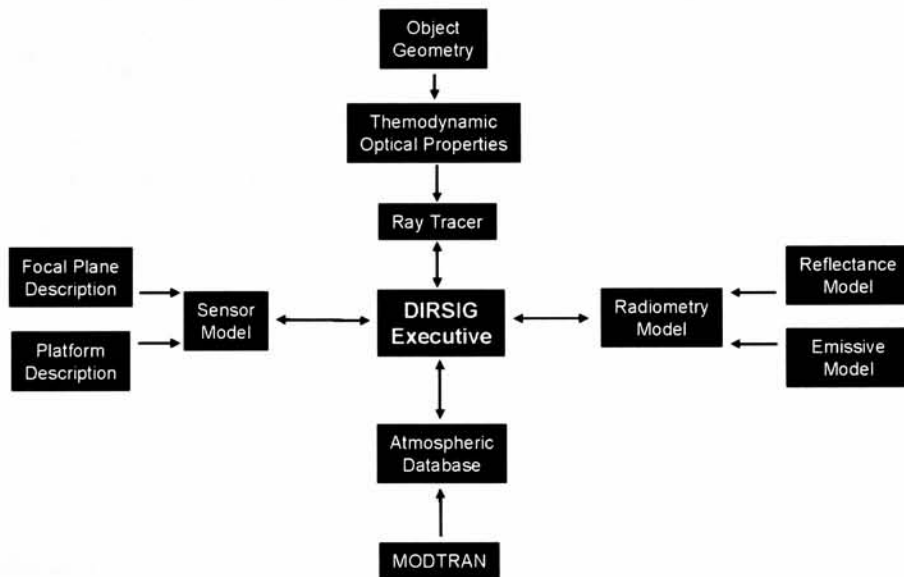 Object
Geometry
Themodynamic
Optical Properties
Ray Tracer
Focal Plane
Description
Platform
Description
Sensor
Model
DIRSIG
Executive
Radiometry
Model
Reflectance
Model
Emissive
Model
Atmospheric
Database
MODTRAN